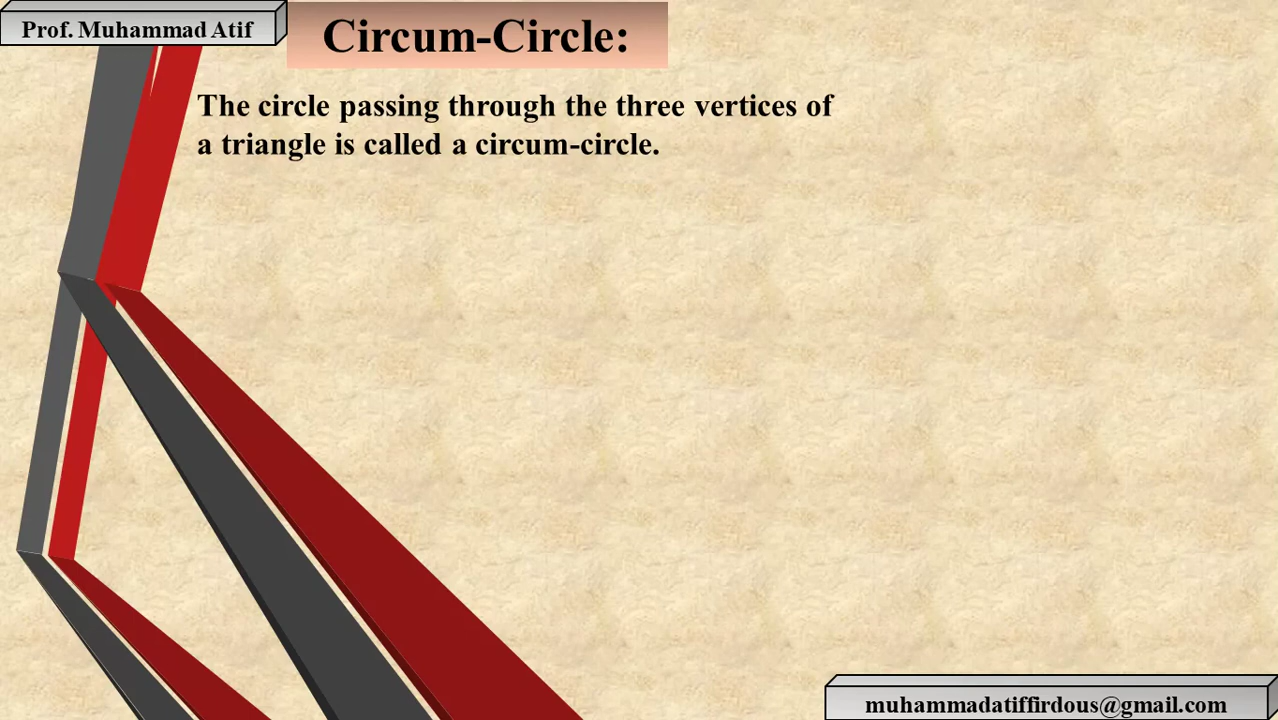 Prof. Muhammad Atif
Circum-Circle:
The circle passing through the three vertices of
a triangle is called a circum-circle.
muhammadatiffirdous@gmail.com